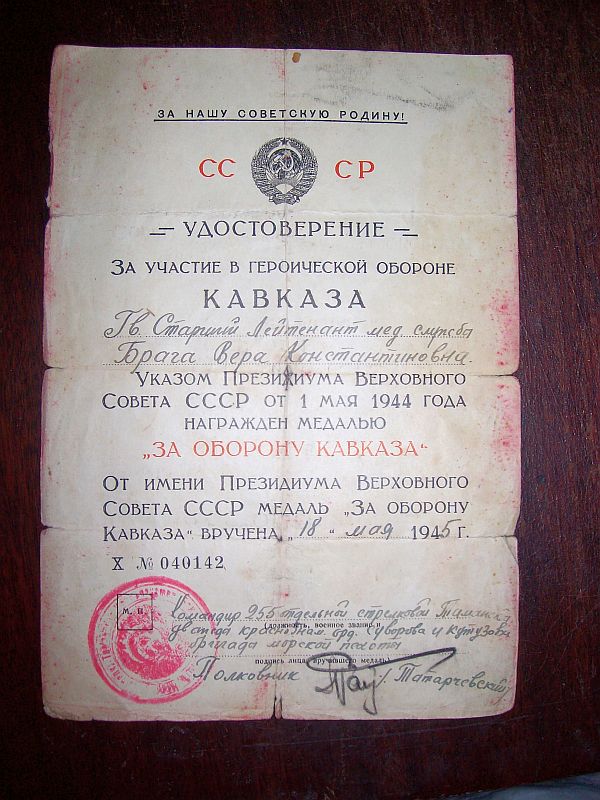 ЗА НАШУ СОВЕТСКУЮ РОДИНУ!
СС СР
— УДОСТОВЕРЕНИЕ —
ЗА УЧАСТИЕ В ГЕРОИЧЕСКОЙ ОБОРОНЕ
КАВКАЗА
Гв. Старший Лейтенант мед. служба
Брага Вера Константиновна
УКАЗОМ ПРЕЗИДИУМА ВЕРХОВНОГО
СОВЕТА СССР ОТ 1 МАЯ 1944 ГОДА
НАГРАЖДЕН МЕДАЛЬЮ
„ЗА ОБОРОНУ КАВКАЗА“
ОТ ИМЕНИ ПРЕЗИДИУМА ВЕРХОВНОГО
СОВЕТА СССР МЕДАЛЬ „ЗА ОБОРОНУ
КАВКАЗА“ ВРУЧЕНА „18“ мая 1945 г.
Х № 040142
М. П.
Командир 255 отдельной стрелковой
(должность, военное звание и
дважда краснознам. орд. Суворова и Кутузова
бригада морской пехоты
подпись лица, вручившего медаль)
Полковник / Татарчевский